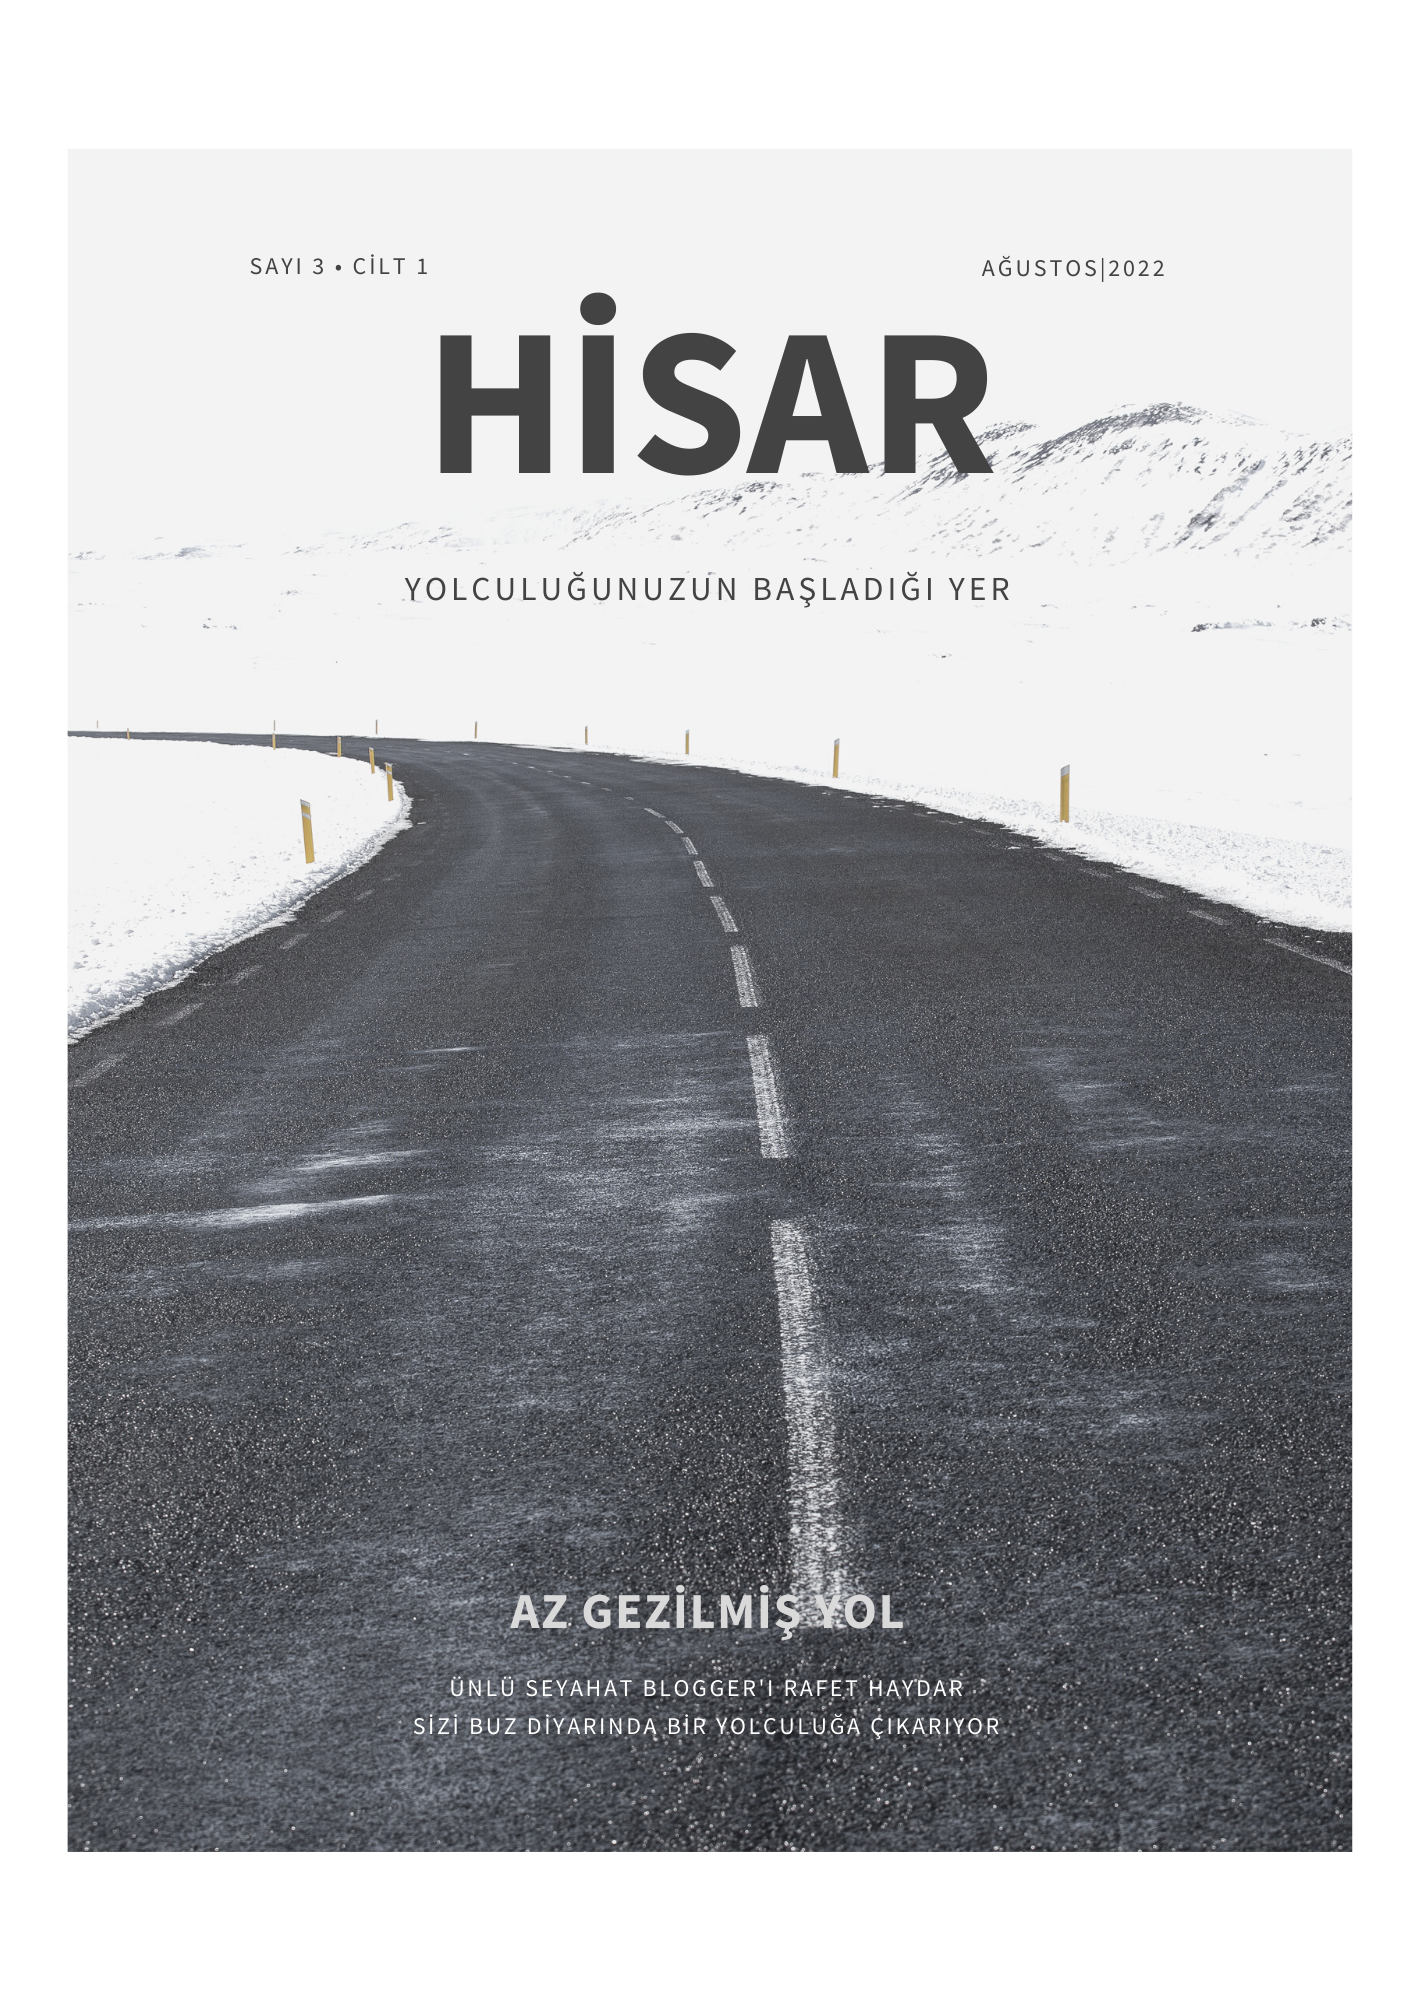 SAYI 3 • CİLT 1
AĞUSTOS|2022
HİSAR
YOLCULUĞUNUZUN BAŞLADIĞI YER
AZ GEZİLMİŞ YOL
ÜNLÜ SEYAHAT BLOGGER'I RAFET HAYDAR
SİZİ BUZ DİYARINDA BİR YOLCULUĞA ÇIKARIYOR